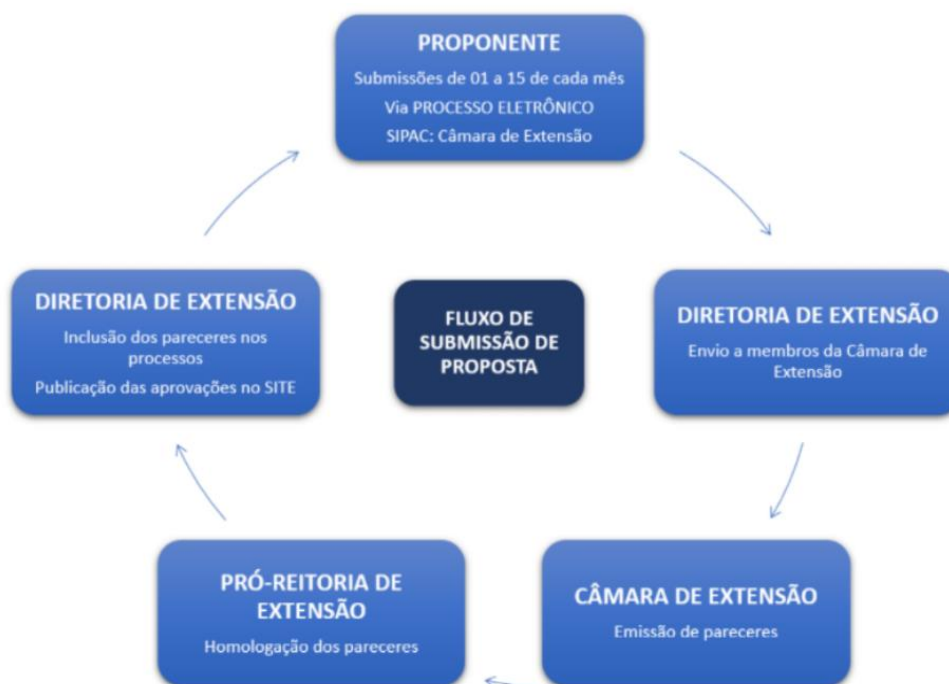 PROPONENTE
Submissões de 01 a 15 de cada mês
Via PROCESSO ELETRÔNICO
SIPAC: Câmara de Extensão
DIRETORIA DE EXTENSÃO
Envio a membros da Câmara de
Extensão
CÂMARA DE EXTENSÃO
Emissão de pareceres
PRÓ-REITORIA DE
EXTENSÃO
Homologação dos pareceres
DIRETORIA DE EXTENSÃO
Inclusão dos pareceres nos
processos
Publicação das aprovações no SITE
FLUXO DE
SUBMISSÃO DE
PROPOSTA